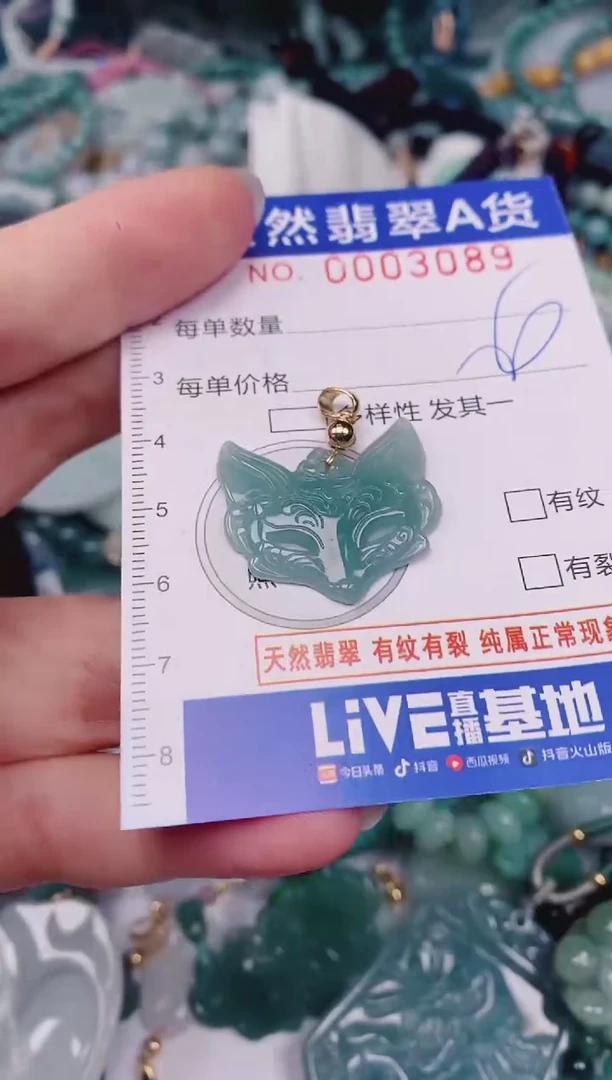 然翡翠A货
NO. 0003089
每单数量
每单价格
样性 发其一
3
4
5
6
7
8
有纹
有裂
天然翡翠 有纹有裂 纯属正常现象
LiVE直播基地
今日头条 抖音 西瓜视频 抖音火山版